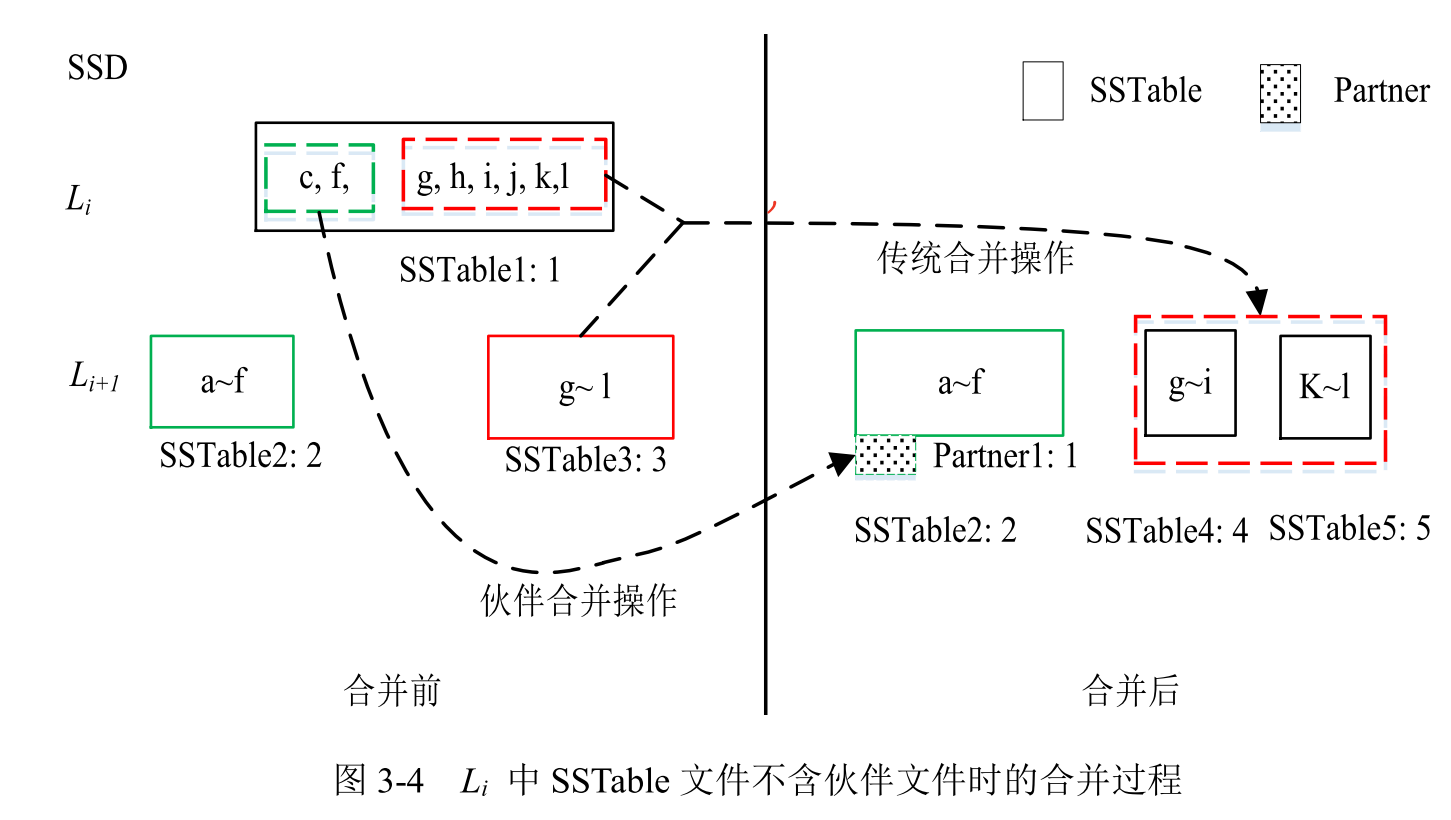 SSD
SSTable Partner
L_i
c, f, g, h, i, j, k,l
SSTable1: 1
传统合并操作
L_{i+1}
a~f g~ l a~f g~i K~l
SSTable2: 2 SSTable3: 3 Partner1: 1
SSTable2: 2 SSTable4: 4 SSTable5: 5
伙伴合并操作
合并前 合并后
图 3-4 L_i 中 SSTable 文件不含伙伴文件时的合并过程